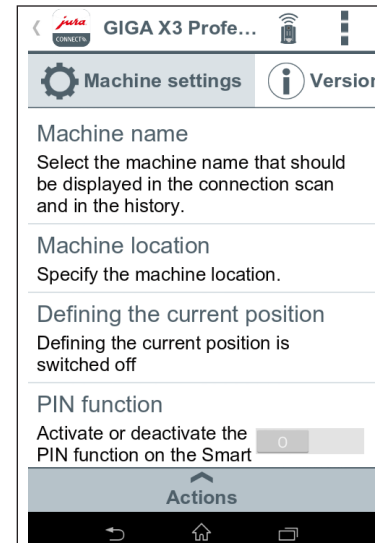 jura
CONNECT
GIGA X3 Profe...
Machine settings
Version
Machine name
Select the machine name that should
be displayed in the connection scan
and in the history.
Machine location
Specify the machine location.
Defining the current position
Defining the current position is
switched off
PIN function
Activate or deactivate the
PIN function on the Smart
Actions